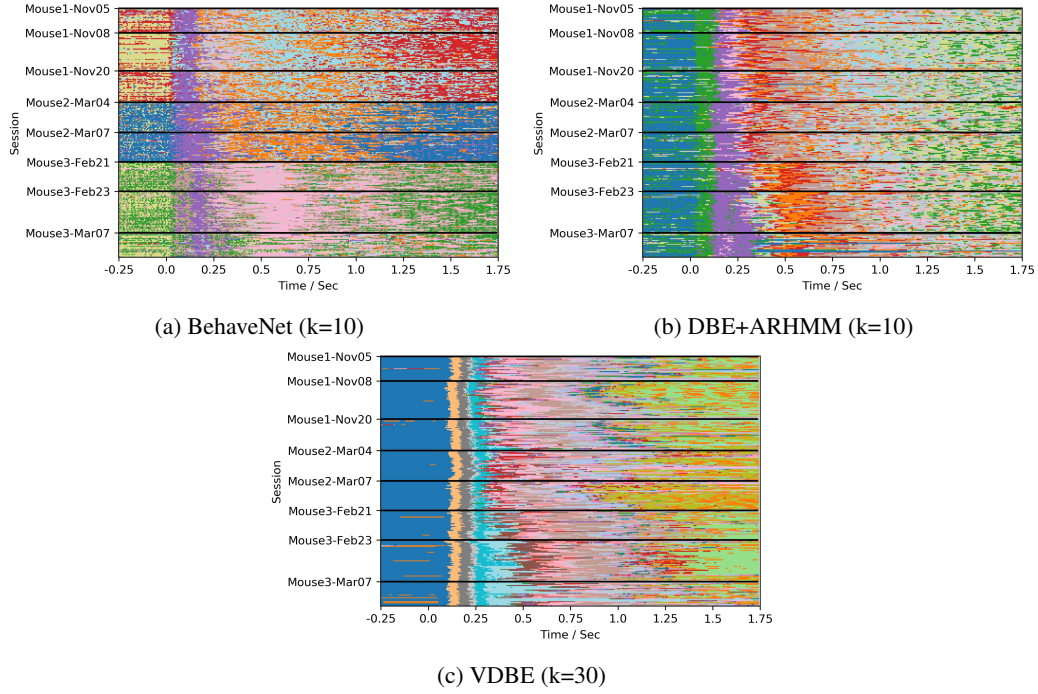 Mouse1-Nov05
Mouse1-Nov08
Mouse1-Nov20
Mouse2-Mar04
Mouse2-Mar07
Mouse3-Feb21
Mouse3-Feb23
Mouse3-Mar07
Session
-0.25 0.0 0.25 0.5 0.75 1.0 1.25 1.5 1.75
Time / Sec
(a) BehaveNet (k=10)
Mouse1-Nov05
Mouse1-Nov08
Mouse1-Nov20
Mouse2-Mar04
Mouse2-Mar07
Mouse3-Feb21
Mouse3-Feb23
Mouse3-Mar07
Session
-0.25 0.0 0.25 0.5 0.75 1.0 1.25 1.5 1.75
Time / Sec
(b) DBE+ARHMM (k=10)
Mouse1-Nov05
Mouse1-Nov08
Mouse1-Nov20
Mouse2-Mar04
Mouse2-Mar07
Mouse3-Feb21
Mouse3-Feb23
Mouse3-Mar07
Session
-0.25 0.0 0.25 0.5 0.75 1.0 1.25 1.5 1.75
Time / Sec
(c) VDBE (k=30)